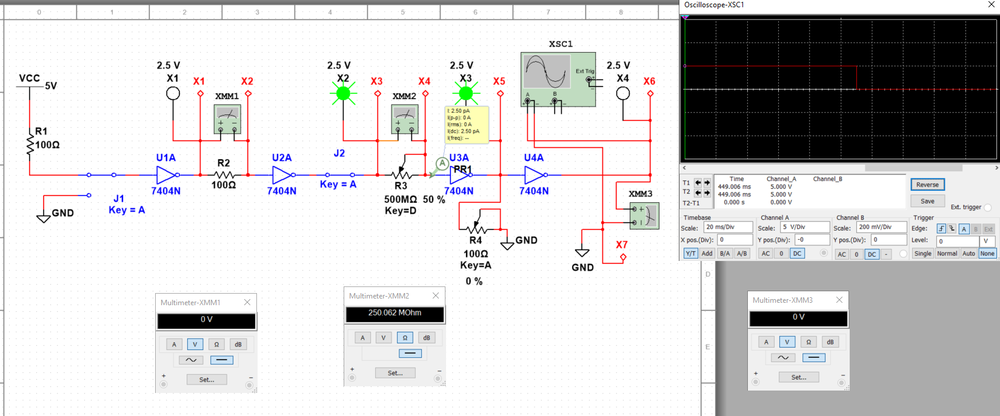 Oscilloscope-XSC1
0 1 2 3 4 5 6 7 8
XSC1
2.5 V 2.5 V 2.5 V 2.5 V
VCC X1 X1 X2 X2 X3 X4 X3 X5 X4 X6
5V
Ext Trig
XMM1 XMM2
A B
I: 2.50 pA
I(p-p): 0 A
I(rms): 0 A
I(dc): 2.50 pA
I(freq): --
R1
100Ω
J2
U1A U2A U3A U4A
A
R2 PR1
100Ω Key = A R3
7404N 7404N 7404N 7404N
J1 500MΩ 50 %
Key = A Key=D
GND
XMM3
R4 GND
100Ω
Key=A
0 %
X7
GND
D
E
T1
T2
T2-T1
Time Channel_A Channel_B
449.006 ms 5.000 V
449.006 ms 5.000 V
0.000 s 0.000 V
Reverse
Save
Ext. trigger
Timebase Channel A Channel B Trigger
Scale: 20 ms/Div Scale: 5 V/Div Scale: 200 mV/Div Edge: A B Ext
X pos.(Div): 0 Y pos.(Div): -0 Y pos.(Div): 0 Level: 0 V
Y/T Add B/A A/B AC 0 DC AC 0 DC - Single Normal Auto None
Multimeter-XMM1
0 V
A V Ω dB
+ Set... -
Multimeter-XMM2
250.062 MOhm
A V Ω dB
+ Set... -
Multimeter-XMM3
0 V
A V Ω dB
+ Set... -